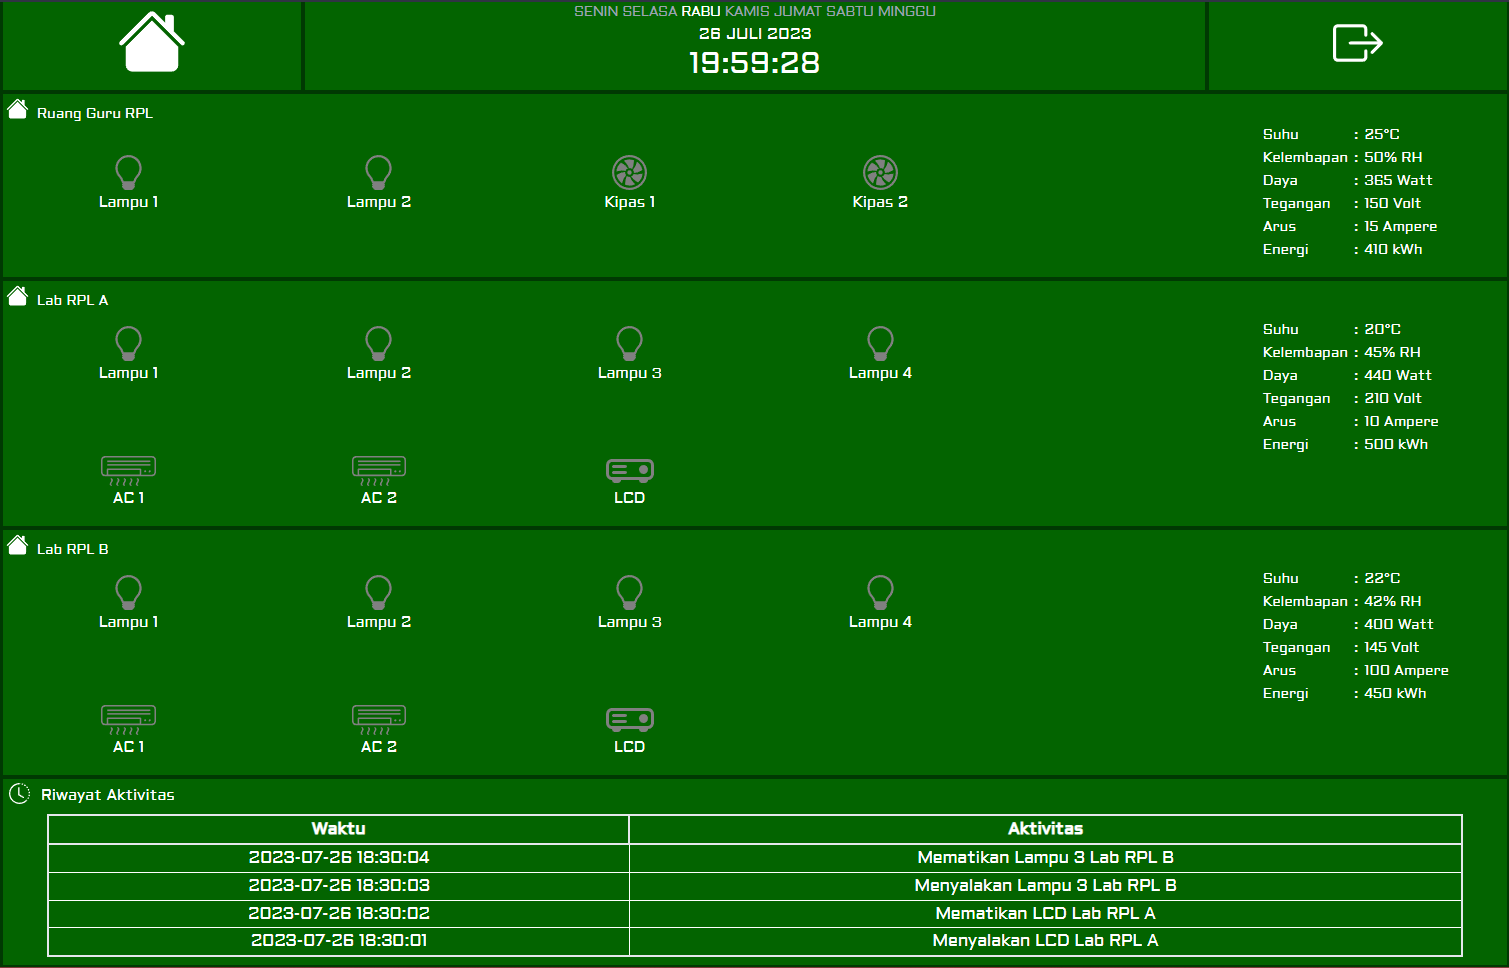 SENIN SELASA RABU KAMIS JUMAT SABTU MINGGU
26 JULI 2023
19:59:28
Ruang Guru RPL
Lampu 1 Lampu 2 Kipas 1 Kipas 2
Suhu : 25°C
Kelembapan : 50% RH
Daya : 365 Watt
Tegangan : 150 Volt
Arus : 15 Ampere
Energi : 410 kWh
Lab RPL A
Lampu 1 Lampu 2 Lampu 3 Lampu 4
AC 1 AC 2 LCD
Suhu : 20°C
Kelembapan : 45% RH
Daya : 440 Watt
Tegangan : 210 Volt
Arus : 10 Ampere
Energi : 500 kWh
Lab RPL B
Lampu 1 Lampu 2 Lampu 3 Lampu 4
AC 1 AC 2 LCD
Suhu : 22°C
Kelembapan : 42% RH
Daya : 400 Watt
Tegangan : 145 Volt
Arus : 100 Ampere
Energi : 450 kWh
Riwayat Aktivitas
Waktu Aktivitas
2023-07-26 18:30:04 Mematikan Lampu 3 Lab RPL B
2023-07-26 18:30:03 Menyalakan Lampu 3 Lab RPL B
2023-07-26 18:30:02 Mematikan LCD Lab RPL A
2023-07-26 18:30:01 Menyalakan LCD Lab RPL A